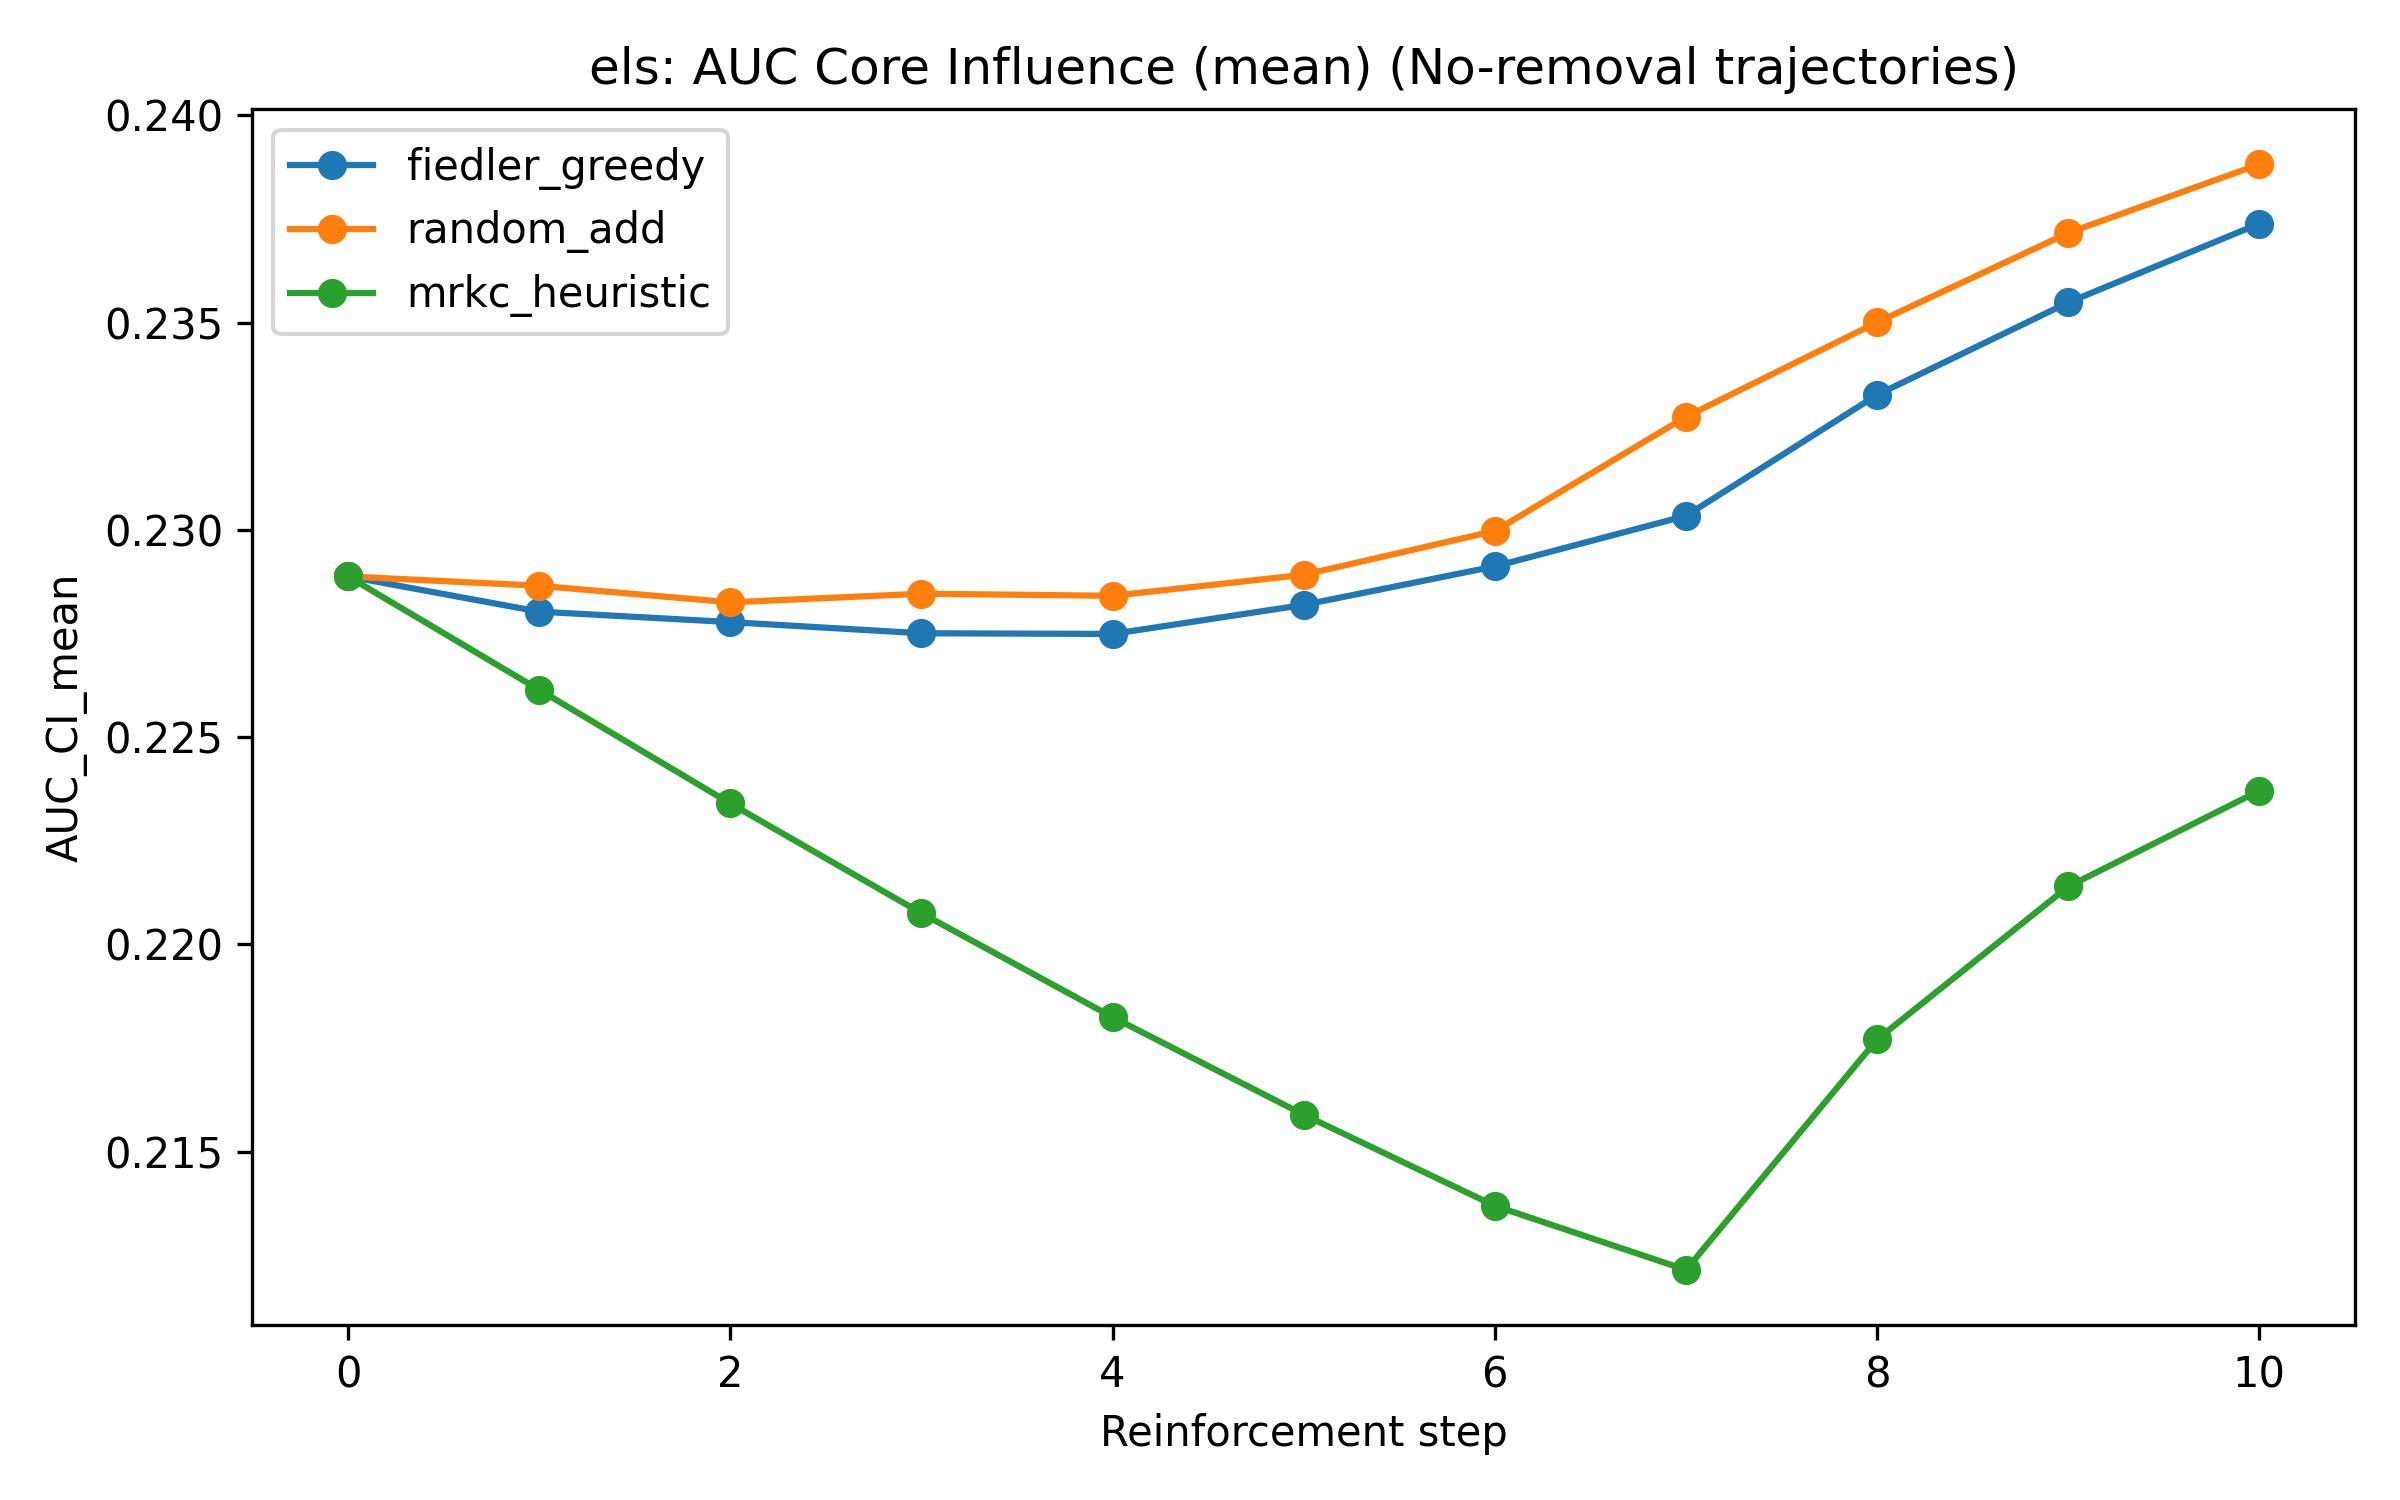 els: AUC Core Influence (mean) (No-removal trajectories)
fiedler_greedy
random_add
mrkc_heuristic
AUC_CI_mean
0.240
0.235
0.230
0.225
0.220
0.215
0 2 4 6 8 10
Reinforcement step